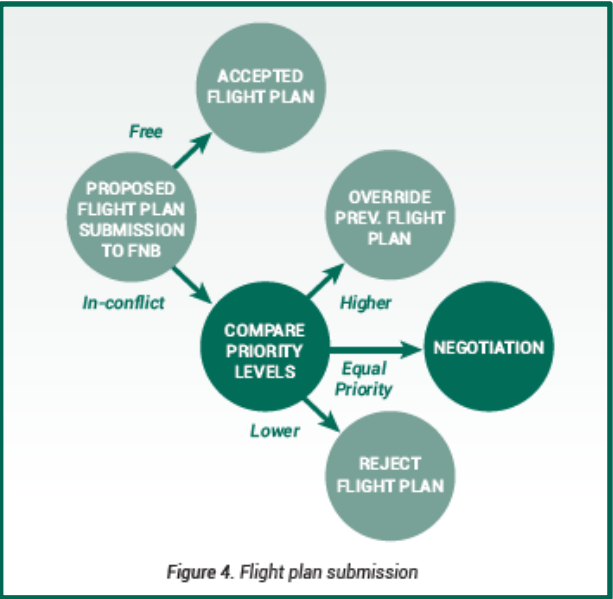 ACCEPTED
FLIGHT PLAN
Free
PROPOSED
FLIGHT PLAN
SUBMISSION
TO FNB
OVERRIDE
PREV. FLIGHT
PLAN
In-conflict
Higher
COMPARE
PRIORITY
LEVELS
NEGOTIATION
Equal
Priority
Lower
REJECT
FLIGHT PLAN
Figure 4. Flight plan submission